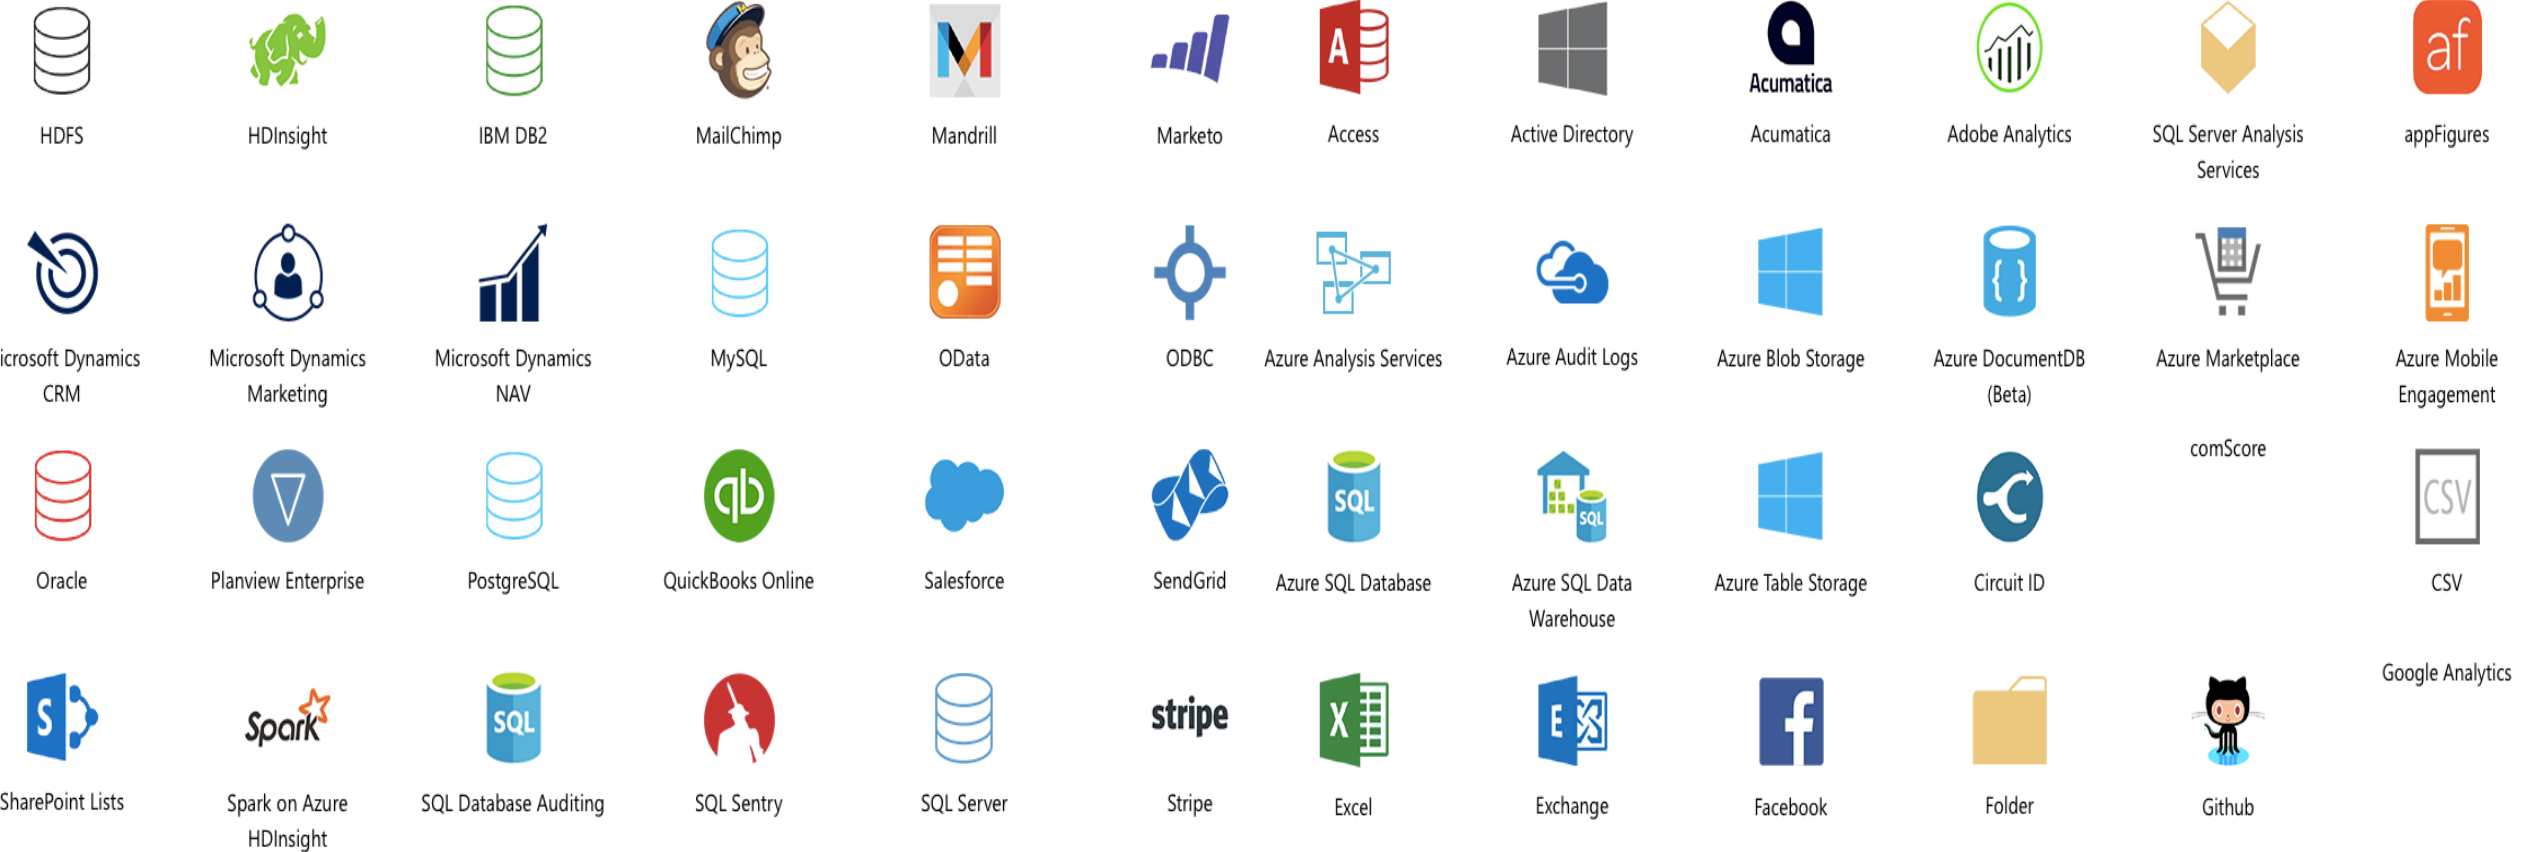 A
Acumatica
af
HDFS
HDInsight
IBM DB2
MailChimp
Mandrill
Marketo
Access
Active Directory
Acumatica
Adobe Analytics
SQL Server Analysis
Services
appFigures
icrosoft Dynamics
CRM
Microsoft Dynamics
Marketing
Microsoft Dynamics
NAV
MySQL
OData
ODBC
Azure Analysis Services
Azure Audit Logs
Azure Blob Storage
{ }
Azure DocumentDB
(Beta)
Azure Marketplace
Azure Mobile
Engagement
qb
SQL
SQL
comScore
CSV
Oracle
Planview Enterprise
PostgreSQL
QuickBooks Online
Salesforce
SendGrid
Azure SQL Database
Azure SQL Data
Warehouse
Azure Table Storage
Circuit ID
CSV
S
Spark
SQL
stripe
X
E
f
Google Analytics
SharePoint Lists
Spark on Azure
HDInsight
SQL Database Auditing
SQL Sentry
SQL Server
Stripe
Excel
Exchange
Facebook
Folder
Github